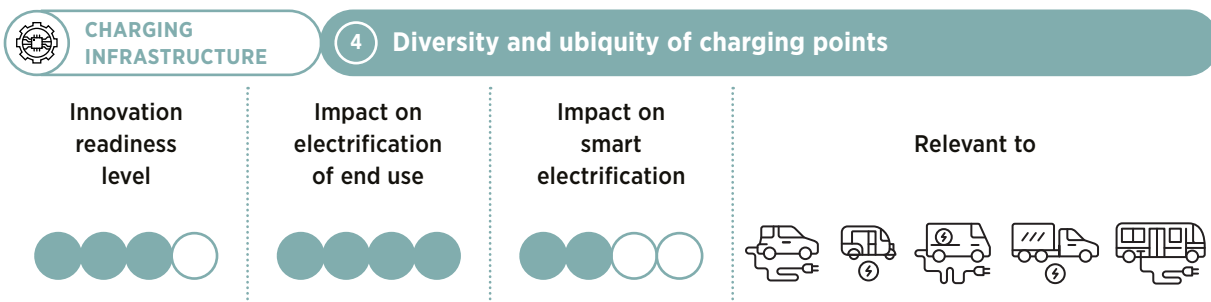 CHARGING
INFRASTRUCTURE
4 Diversity and ubiquity of charging points
Innovation
readiness
level
Impact on
electrification
of end use
Impact on
smart
electrification
Relevant to